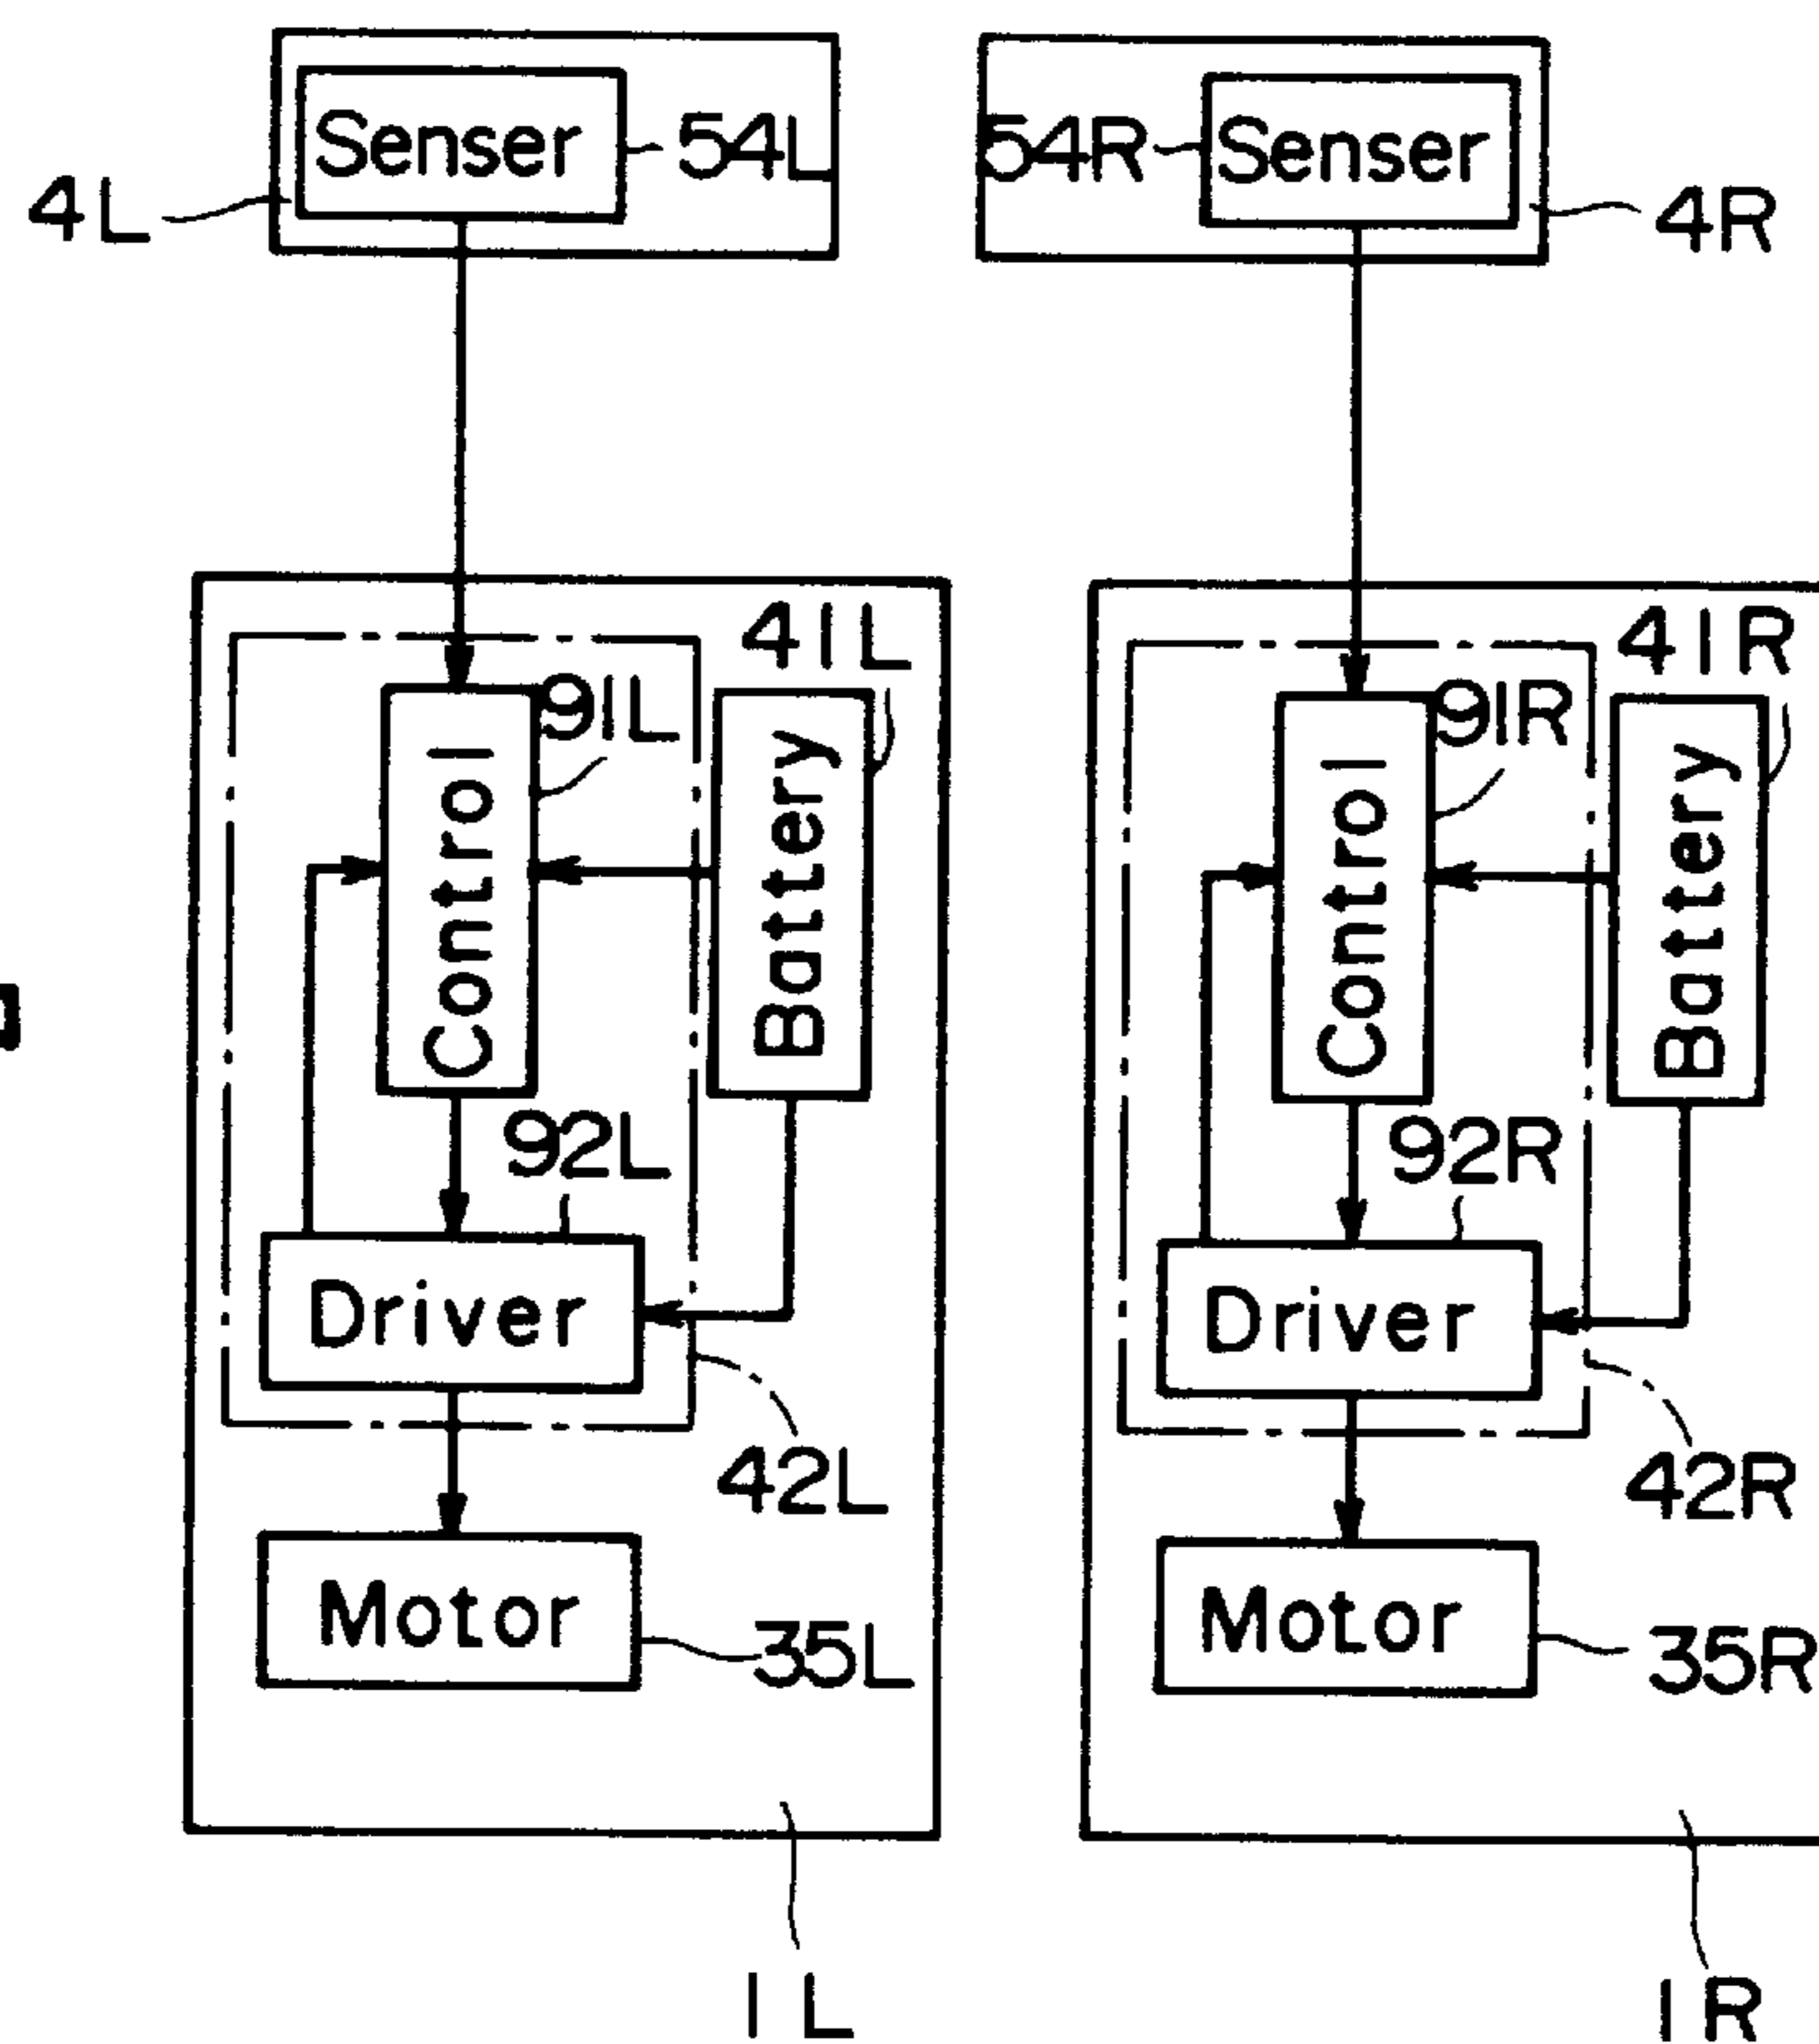 Senser
54L
54R
Senser
4L
4R
41L
41R
91L
91R
Control
Battery
Control
Battery
92L
92R
Driver
Driver
42L
42R
Motor
Motor
35L
35R
1L
1R